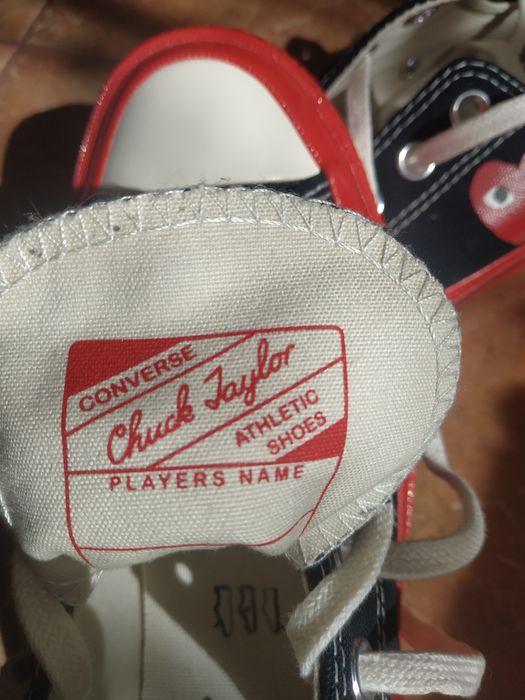 CONVERSE
Chuck Taylor
ATHLETIC
SHOES
PLAYERS NAME